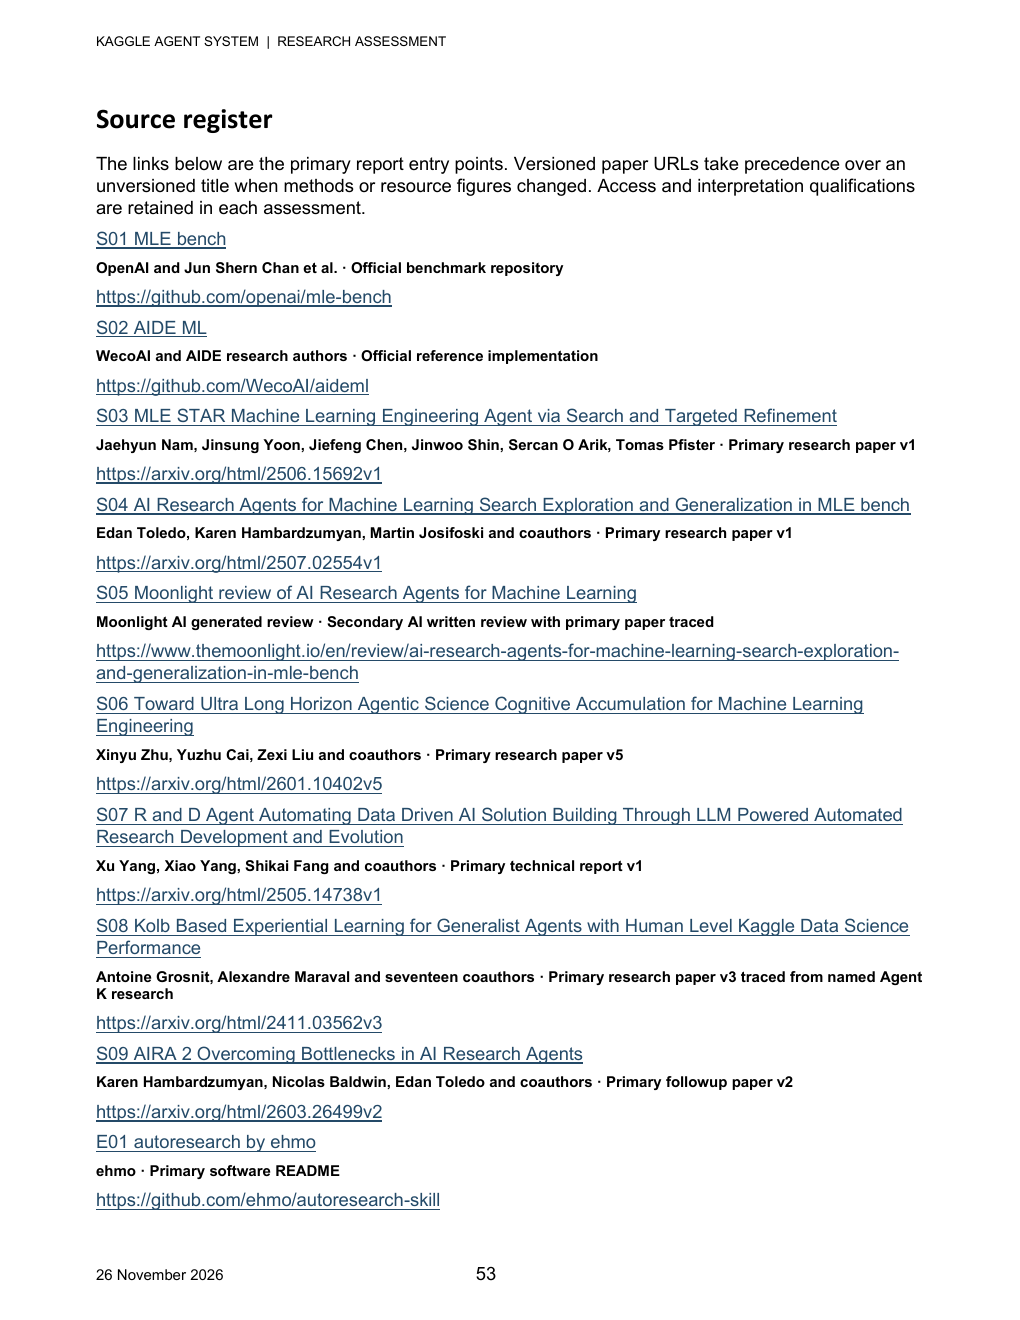 KAGGLE AGENT SYSTEM | RESEARCH ASSESSMENT
Source register
The links below are the primary report entry points. Versioned paper URLs take precedence over an
unversioned title when methods or resource figures changed. Access and interpretation qualifications
are retained in each assessment.
S01 MLE bench
OpenAI and Jun Shern Chan et al. · Official benchmark repository
https://github.com/openai/mle-bench
S02 AIDE ML
WecoAI and AIDE research authors · Official reference implementation
https://github.com/WecoAI/aideml
S03 MLE STAR Machine Learning Engineering Agent via Search and Targeted Refinement
Jaehyun Nam, Jinsung Yoon, Jiefeng Chen, Jinwoo Shin, Sercan O Arik, Tomas Pfister · Primary research paper v1
https://arxiv.org/html/2506.15692v1
S04 AI Research Agents for Machine Learning Search Exploration and Generalization in MLE bench
Edan Toledo, Karen Hambardzumyan, Martin Josifoski and coauthors · Primary research paper v1
https://arxiv.org/html/2507.02554v1
S05 Moonlight review of AI Research Agents for Machine Learning
Moonlight AI generated review · Secondary AI written review with primary paper traced
https://www.themoonlight.io/en/review/ai-research-agents-for-machine-learning-search-exploration-
and-generalization-in-mle-bench
S06 Toward Ultra Long Horizon Agentic Science Cognitive Accumulation for Machine Learning
Engineering
Xinyu Zhu, Yuzhu Cai, Zexi Liu and coauthors · Primary research paper v5
https://arxiv.org/html/2601.10402v5
S07 R and D Agent Automating Data Driven AI Solution Building Through LLM Powered Automated
Research Development and Evolution
Xu Yang, Xiao Yang, Shikai Fang and coauthors · Primary technical report v1
https://arxiv.org/html/2505.14738v1
S08 Kolb Based Experiential Learning for Generalist Agents with Human Level Kaggle Data Science
Performance
Antoine Grosnit, Alexandre Maraval and seventeen coauthors · Primary research paper v3 traced from named Agent
K research
https://arxiv.org/html/2411.03562v3
S09 AIRA 2 Overcoming Bottlenecks in AI Research Agents
Karen Hambardzumyan, Nicolas Baldwin, Edan Toledo and coauthors · Primary followup paper v2
https://arxiv.org/html/2603.26499v2
E01 autoresearch by ehmo
ehmo · Primary software README
https://github.com/ehmo/autoresearch-skill
26 November 2026
53